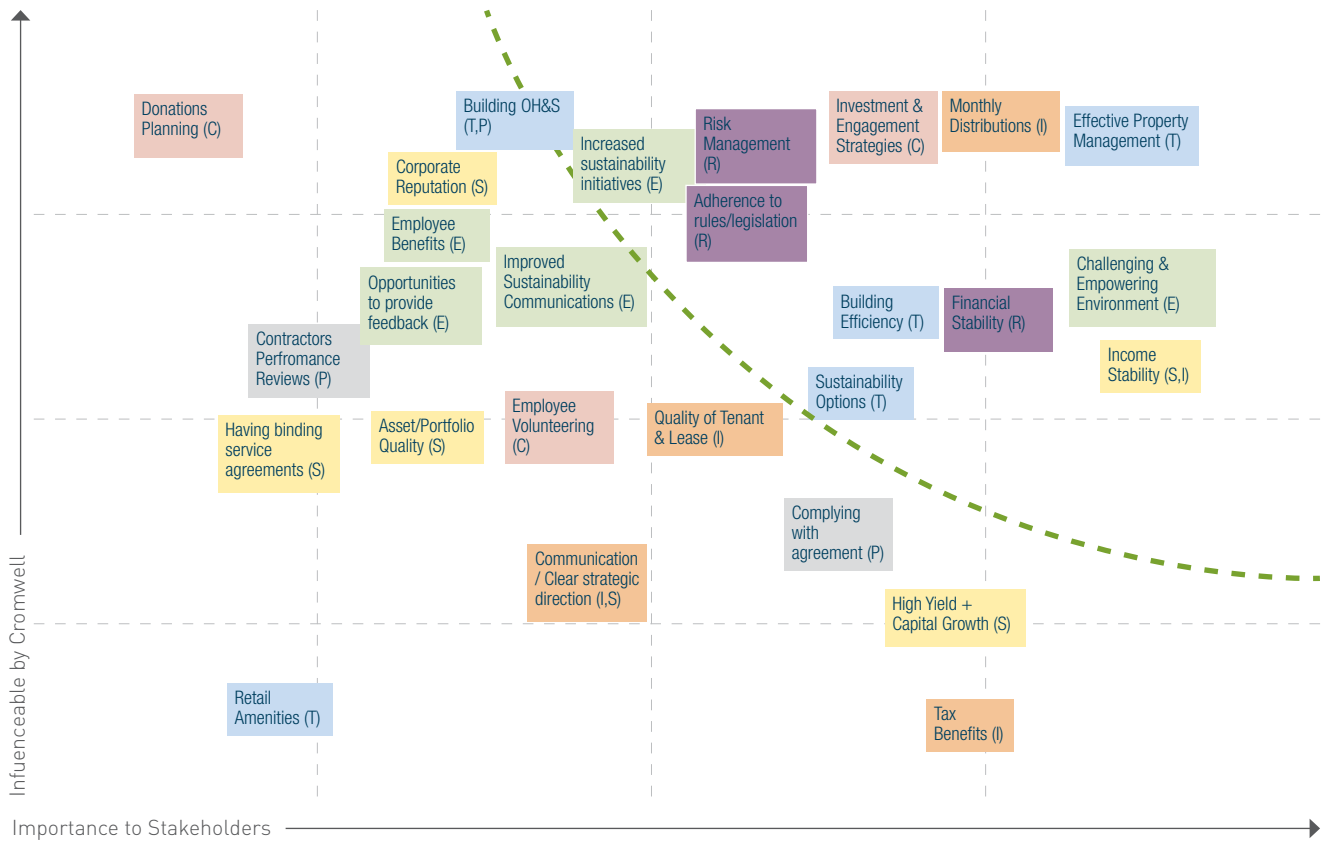 Donations
Planning (C)
Building OH&S
(T,P)
Corporate
Reputation (S)
Increased
sustainability
initiatives (E)
Risk
Management
(R)
Investment &
Engagement
Strategies (C)
Monthly
Distributions (I)
Effective Property
Management (T)
Adherence to
rules/legislation
(R)
Employee
Benefits (E)
Opportunities
to provide
feedback (E)
Improved
Sustainability
Communications (E)
Contractors
Perfromance
Reviews (P)
Building
Efficiency (T)
Financial
Stability (R)
Challenging &
Empowering
Environment (E)
Income
Stability (S,I)
Sustainability
Options (T)
Having binding
service
agreements (S)
Asset/Portfolio
Quality (S)
Employee
Volunteering
(C)
Quality of Tenant
& Lease (I)
Complying
with
agreement (P)
Communication
/ Clear strategic
direction (I,S)
High Yield +
Capital Growth (S)
Retail
Amenities (T)
Tax
Benefits (I)
Infuenceable by Cromwell
Importance to Stakeholders